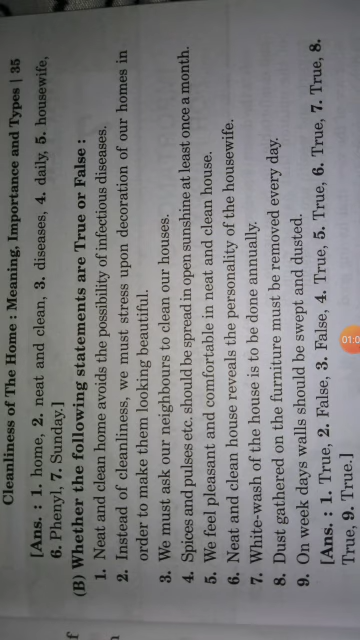 Cleanliness of The Home : Meaning, Importance and Types | 35
[Ans. : 1. home, 2. neat and clean, 3. diseases, 4. daily, 5. housewife,
6. Phenyl, 7. Sunday.]
(B) Whether the following statements are True or False :
1. Neat and clean home avoids the possibility of infectious diseases.
2. Instead of cleanliness, we must stress upon decoration of our homes in
order to make them looking beautiful.
3. We must ask our neighbours to clean our houses.
4. Spices and pulses etc. should be spread in open sunshine at least once a month.
5. We feel pleasant and comfortable in neat and clean house.
6. Neat and clean house reveals the personality of the housewife.
7. White-wash of the house is to be done annually.
8. Dust gathered on the furniture must be removed every day.
9. On week days walls should be swept and dusted.
[Ans. : 1. True, 2. False, 3. False, 4. True, 5. True, 6. True, 7. True, 8.
True, 9. True.]